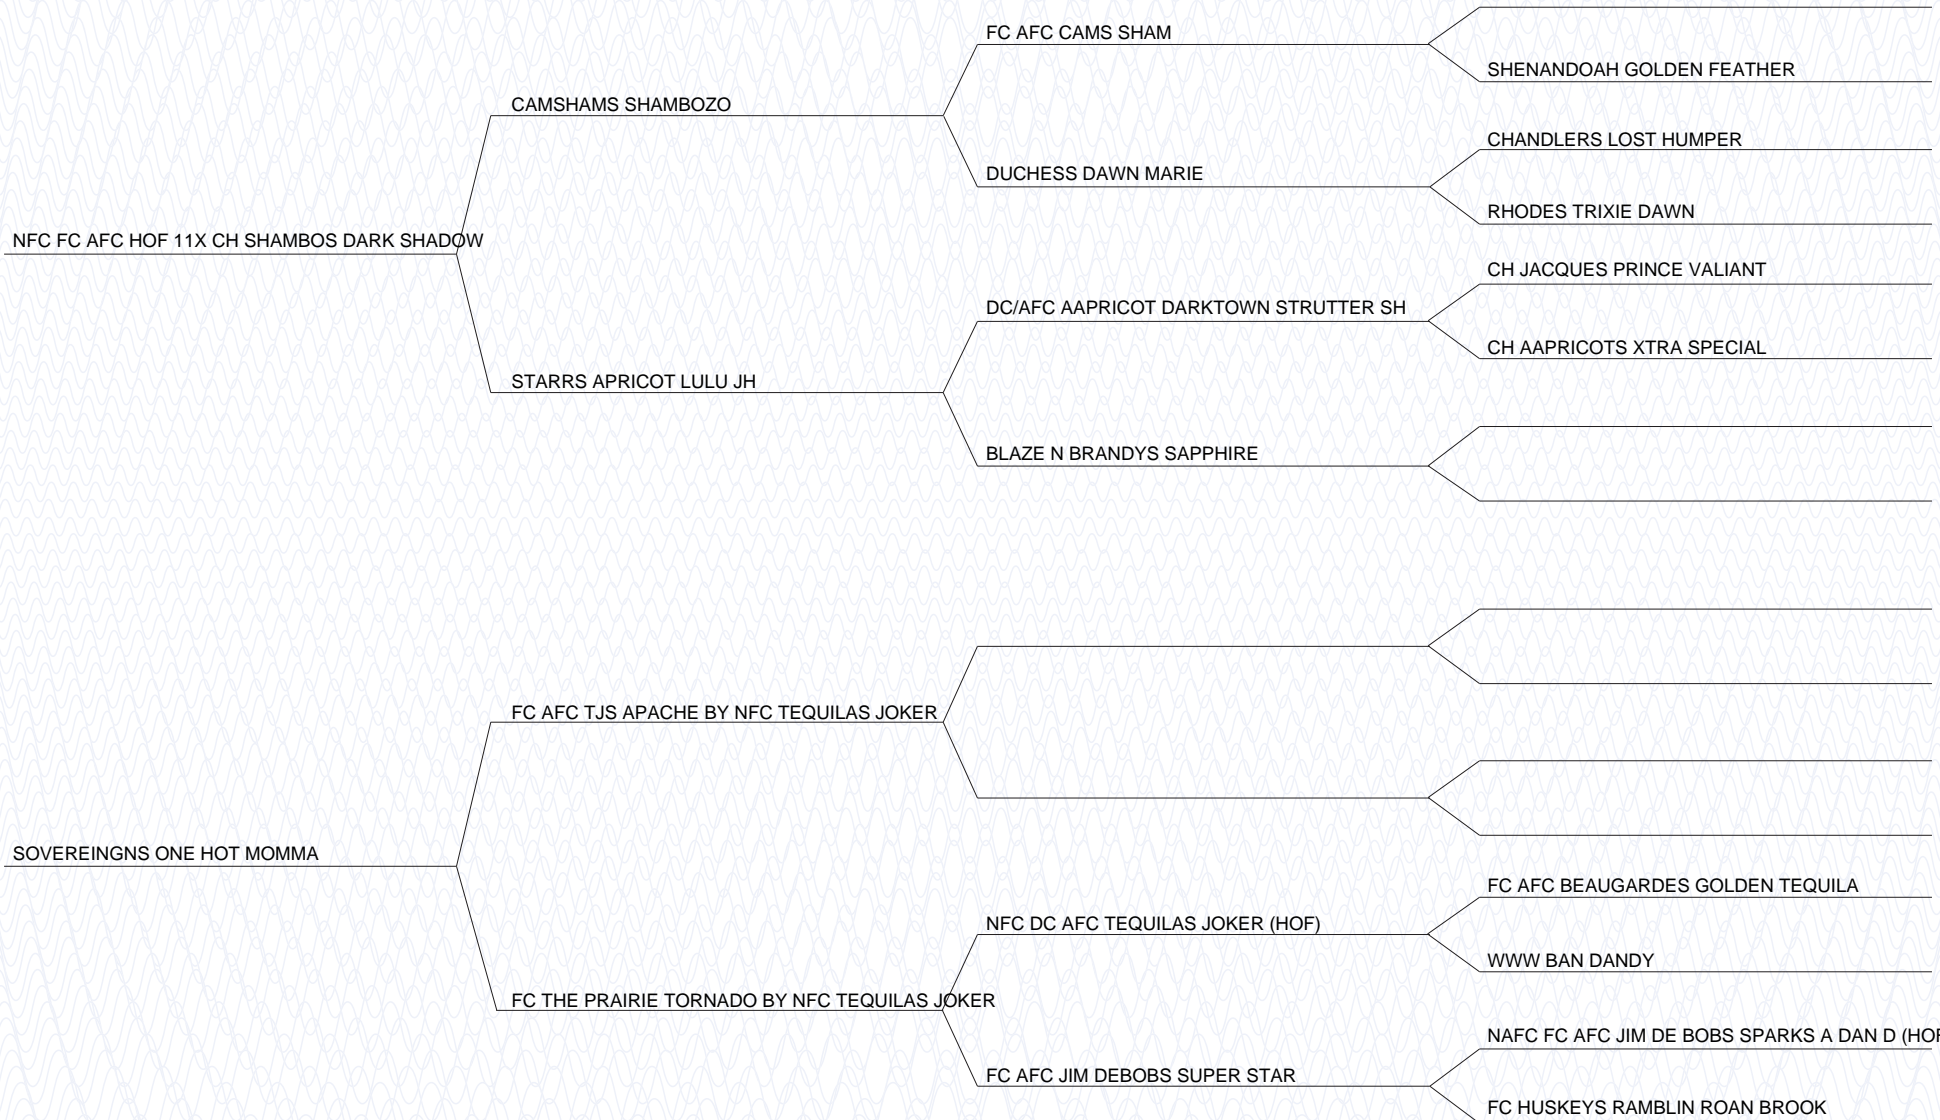 FC AFC CAMS SHAM
SHENANDOAH GOLDEN FEATHER
CAMSHAMS SHAMBOZO
CHANDLERS LOST HUMPER
DUCHESS DAWN MARIE
RHODES TRIXIE DAWN
NFC FC AFC HOF 11X CH SHAMBOS DARK SHADOW
CH JACQUES PRINCE VALIANT
DC/AFC AAPRICOT DARKTOWN STRUTTER SH
CH AAPRICOTS XTRA SPECIAL
STARRS APRICOT LULU JH
BLAZE N BRANDYS SAPPHIRE
FC AFC TJS APACHE BY NFC TEQUILAS JOKER
SOVEREINGNS ONE HOT MOMMA
FC AFC BEAUGARDES GOLDEN TEQUILA
NFC DC AFC TEQUILAS JOKER (HOF)
WWW BAN DANDY
FC THE PRAIRIE TORNADO BY NFC TEQUILAS JOKER
NAFC FC AFC JIM DE BOBS SPARKS A DAN D (HOF
FC AFC JIM DEBOBS SUPER STAR
FC HUSKEYS RAMBLIN ROAN BROOK